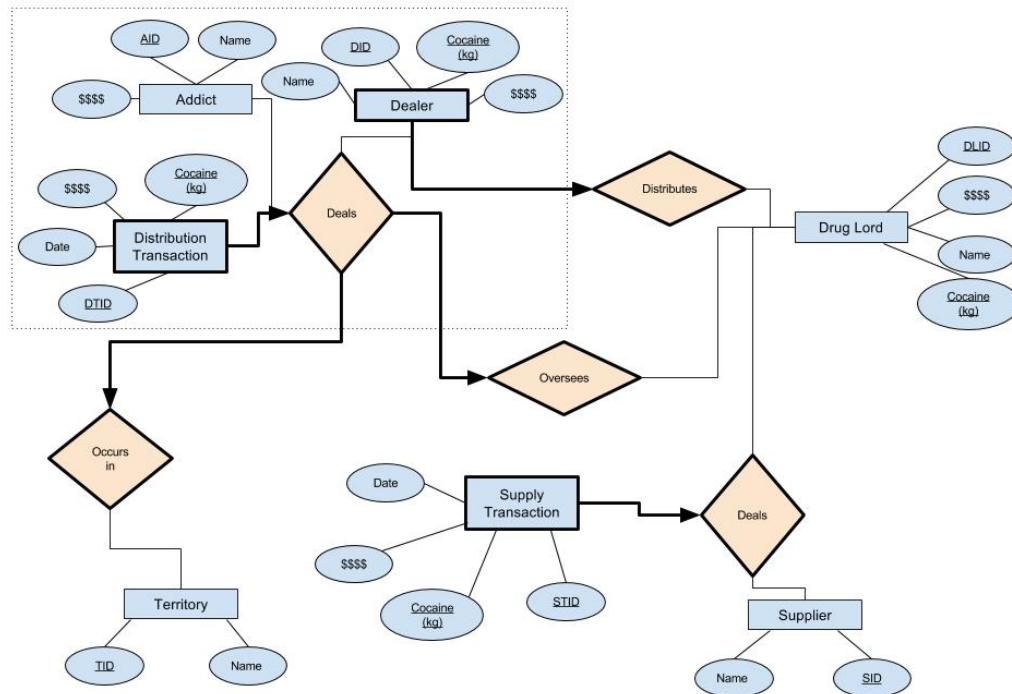 AID
Name
$$$$
Addict
DID
Cocaine
(kg)
Name
$$$$
Dealer
$$$$
Cocaine
(kg)
Date
Distribution
Transaction
DTID
Deals
Distributes
DLID
$$$$
Drug Lord
Name
Cocaine
(kg)
Oversees
Occurs
in
Date
Supply
Transaction
$$$$
Cocaine
(kg)
STID
Deals
Territory
TID
Name
Supplier
Name
SID